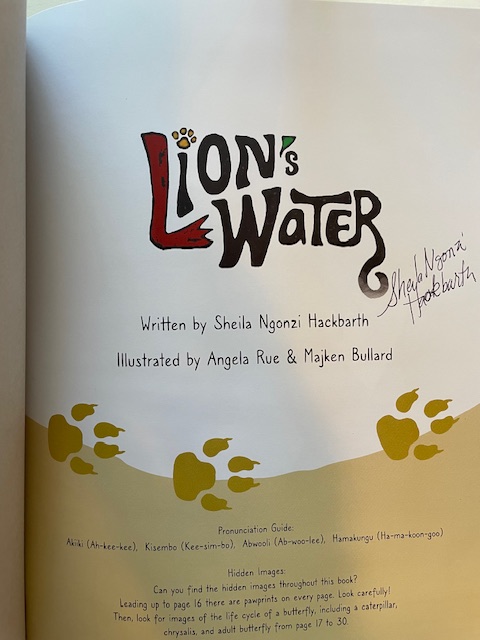 Lion's
Water
Sheila Ngonzi
Hackbarth
Written by Sheila Ngonzi Hackbarth
Illustrated by Angela Rue & Majken Bullard
Pronunciation Guide:
Akiiki (Ah-kee-kee), Kisembo (Kee-sim-bo), Abwooli (Ab-woo-lee), Hamakungu (Ha-ma-koon-goo)
Hidden Images:
Can you find the hidden images throughout this book?
Leading up to page 16 there are pawprints on every page. Look carefully!
Then, look for images of the life cycle of a butterfly, including a caterpillar,
chrysalis, and adult butterfly from page 17 to 30.